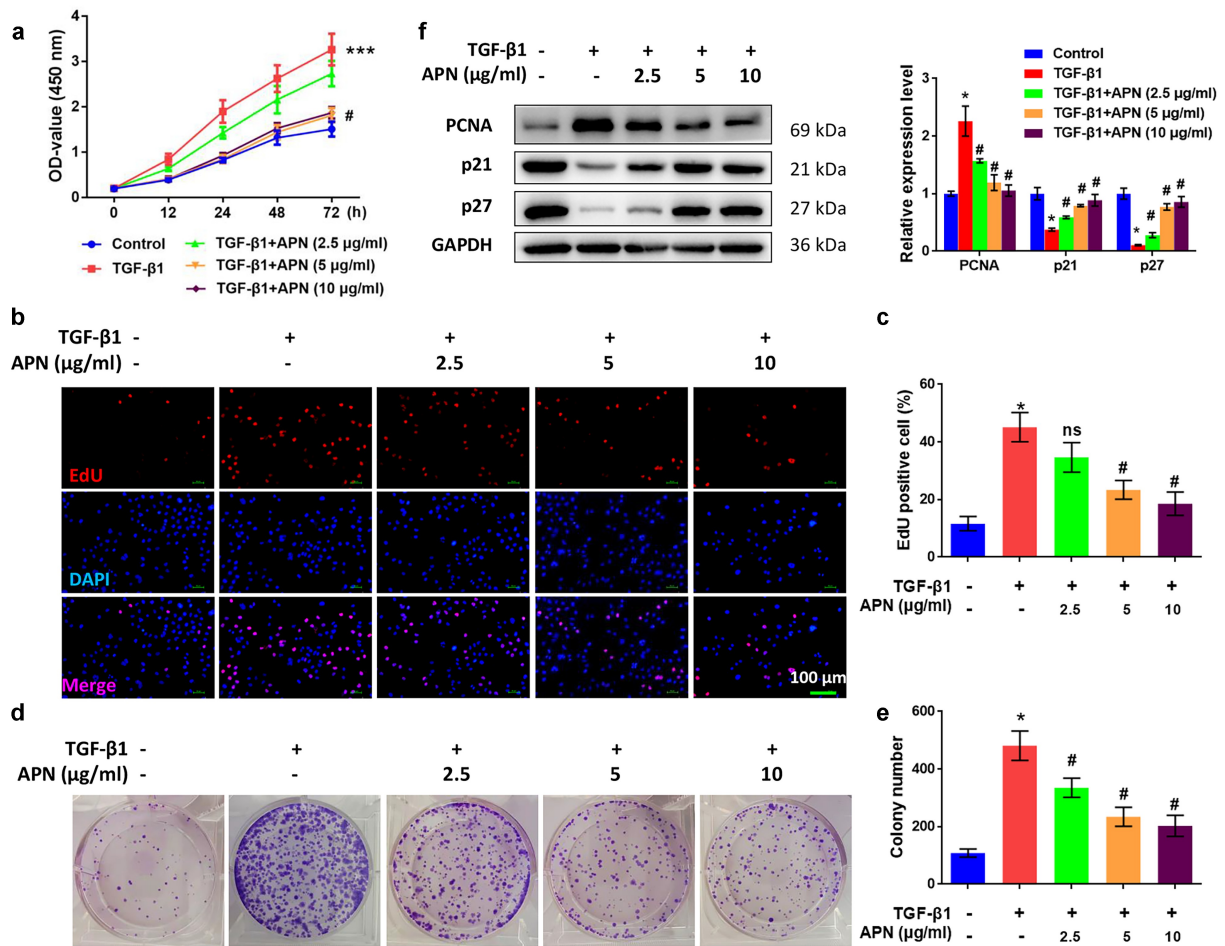 a
OD-value (450 nm)
4
3
2
1
0
0 12 24 48 72 (h)
***
#
Control
TGF-β1
TGF-β1+APN (2.5 µg/ml)
TGF-β1+APN (5 µg/ml)
TGF-β1+APN (10 µg/ml)
f
TGF-β1 - + + + +
APN (µg/ml) - - 2.5 5 10
PCNA 69 kDa
p21 21 kDa
p27 27 kDa
GAPDH 36 kDa
Control
TGF-β1
TGF-β1+APN (2.5 µg/ml)
TGF-β1+APN (5 µg/ml)
TGF-β1+APN (10 µg/ml)
Relative expression level
3
2
1
0
* # # #
* # # #
* # # #
PCNA p21 p27
b
TGF-β1 - + + + +
APN (µg/ml) - - 2.5 5 10
EdU
DAPI
Merge
100 µm
c
EdU positive cell (%)
60
40
20
0
* ns # #
TGF-β1 - + + + +
APN (µg/ml) - - 2.5 5 10
d
TGF-β1 - + + + +
APN (µg/ml) - - 2.5 5 10
e
Colony number
600
400
200
0
* # # #
TGF-β1 - + + + +
APN (µg/ml) - - 2.5 5 10